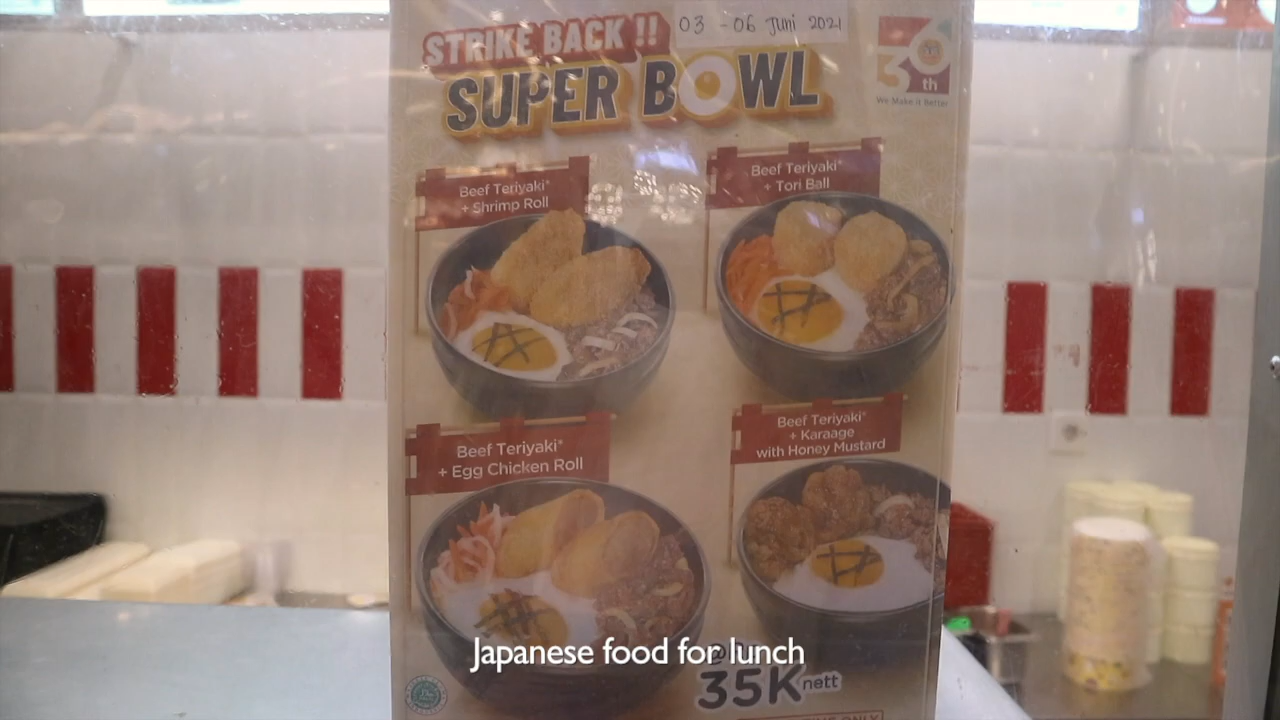 STRIKE BACK !!
03 - 06 Juni 2021
SUPER BOWL
36th
We Make it Better
Beef Teriyaki*
+ Shrimp Roll
Beef Teriyaki*
+ Tori Ball
Beef Teriyaki*
+ Egg Chicken Roll
Beef Teriyaki*
+ Karaage
with Honey Mustard
Japanese food for lunch
35K nett